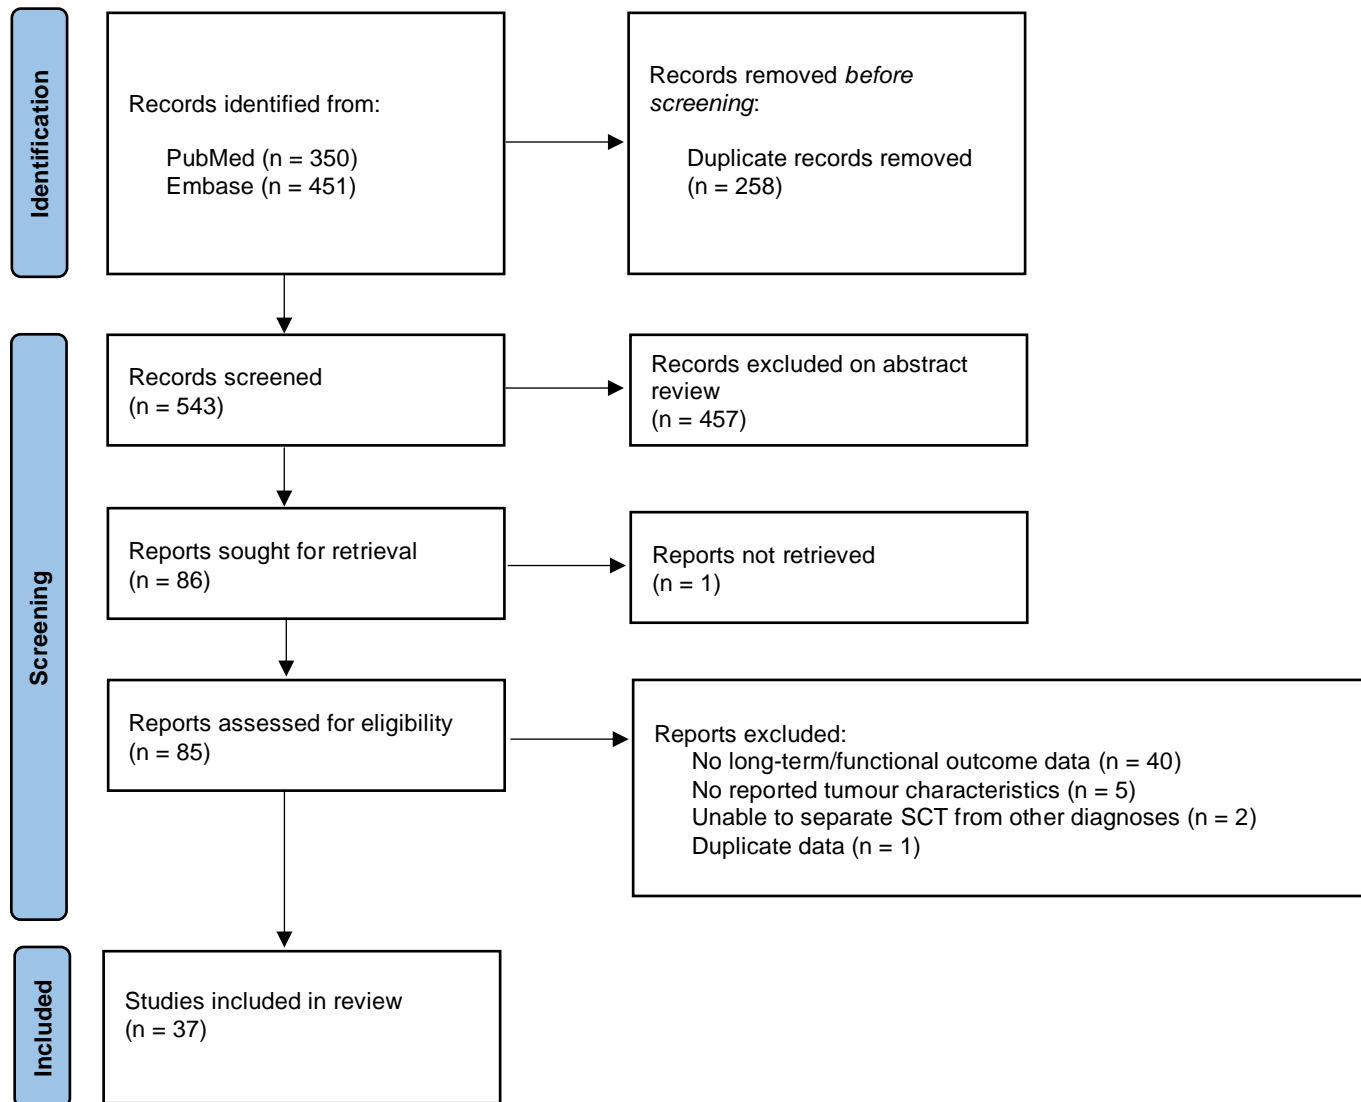 Identification
Records identified from:
PubMed (n = 350)
Embase (n = 451)
Records removed before
screening:
Duplicate records removed
(n = 258)
Screening
Records screened
(n = 543)
Records excluded on abstract
review
(n = 457)
Reports sought for retrieval
(n = 86)
Reports not retrieved
(n = 1)
Reports assessed for eligibility
(n = 85)
Reports excluded:
No long-term/functional outcome data (n = 40)
No reported tumour characteristics (n = 5)
Unable to separate SCT from other diagnoses (n = 2)
Duplicate data (n = 1)
Included
Studies included in review
(n = 37)